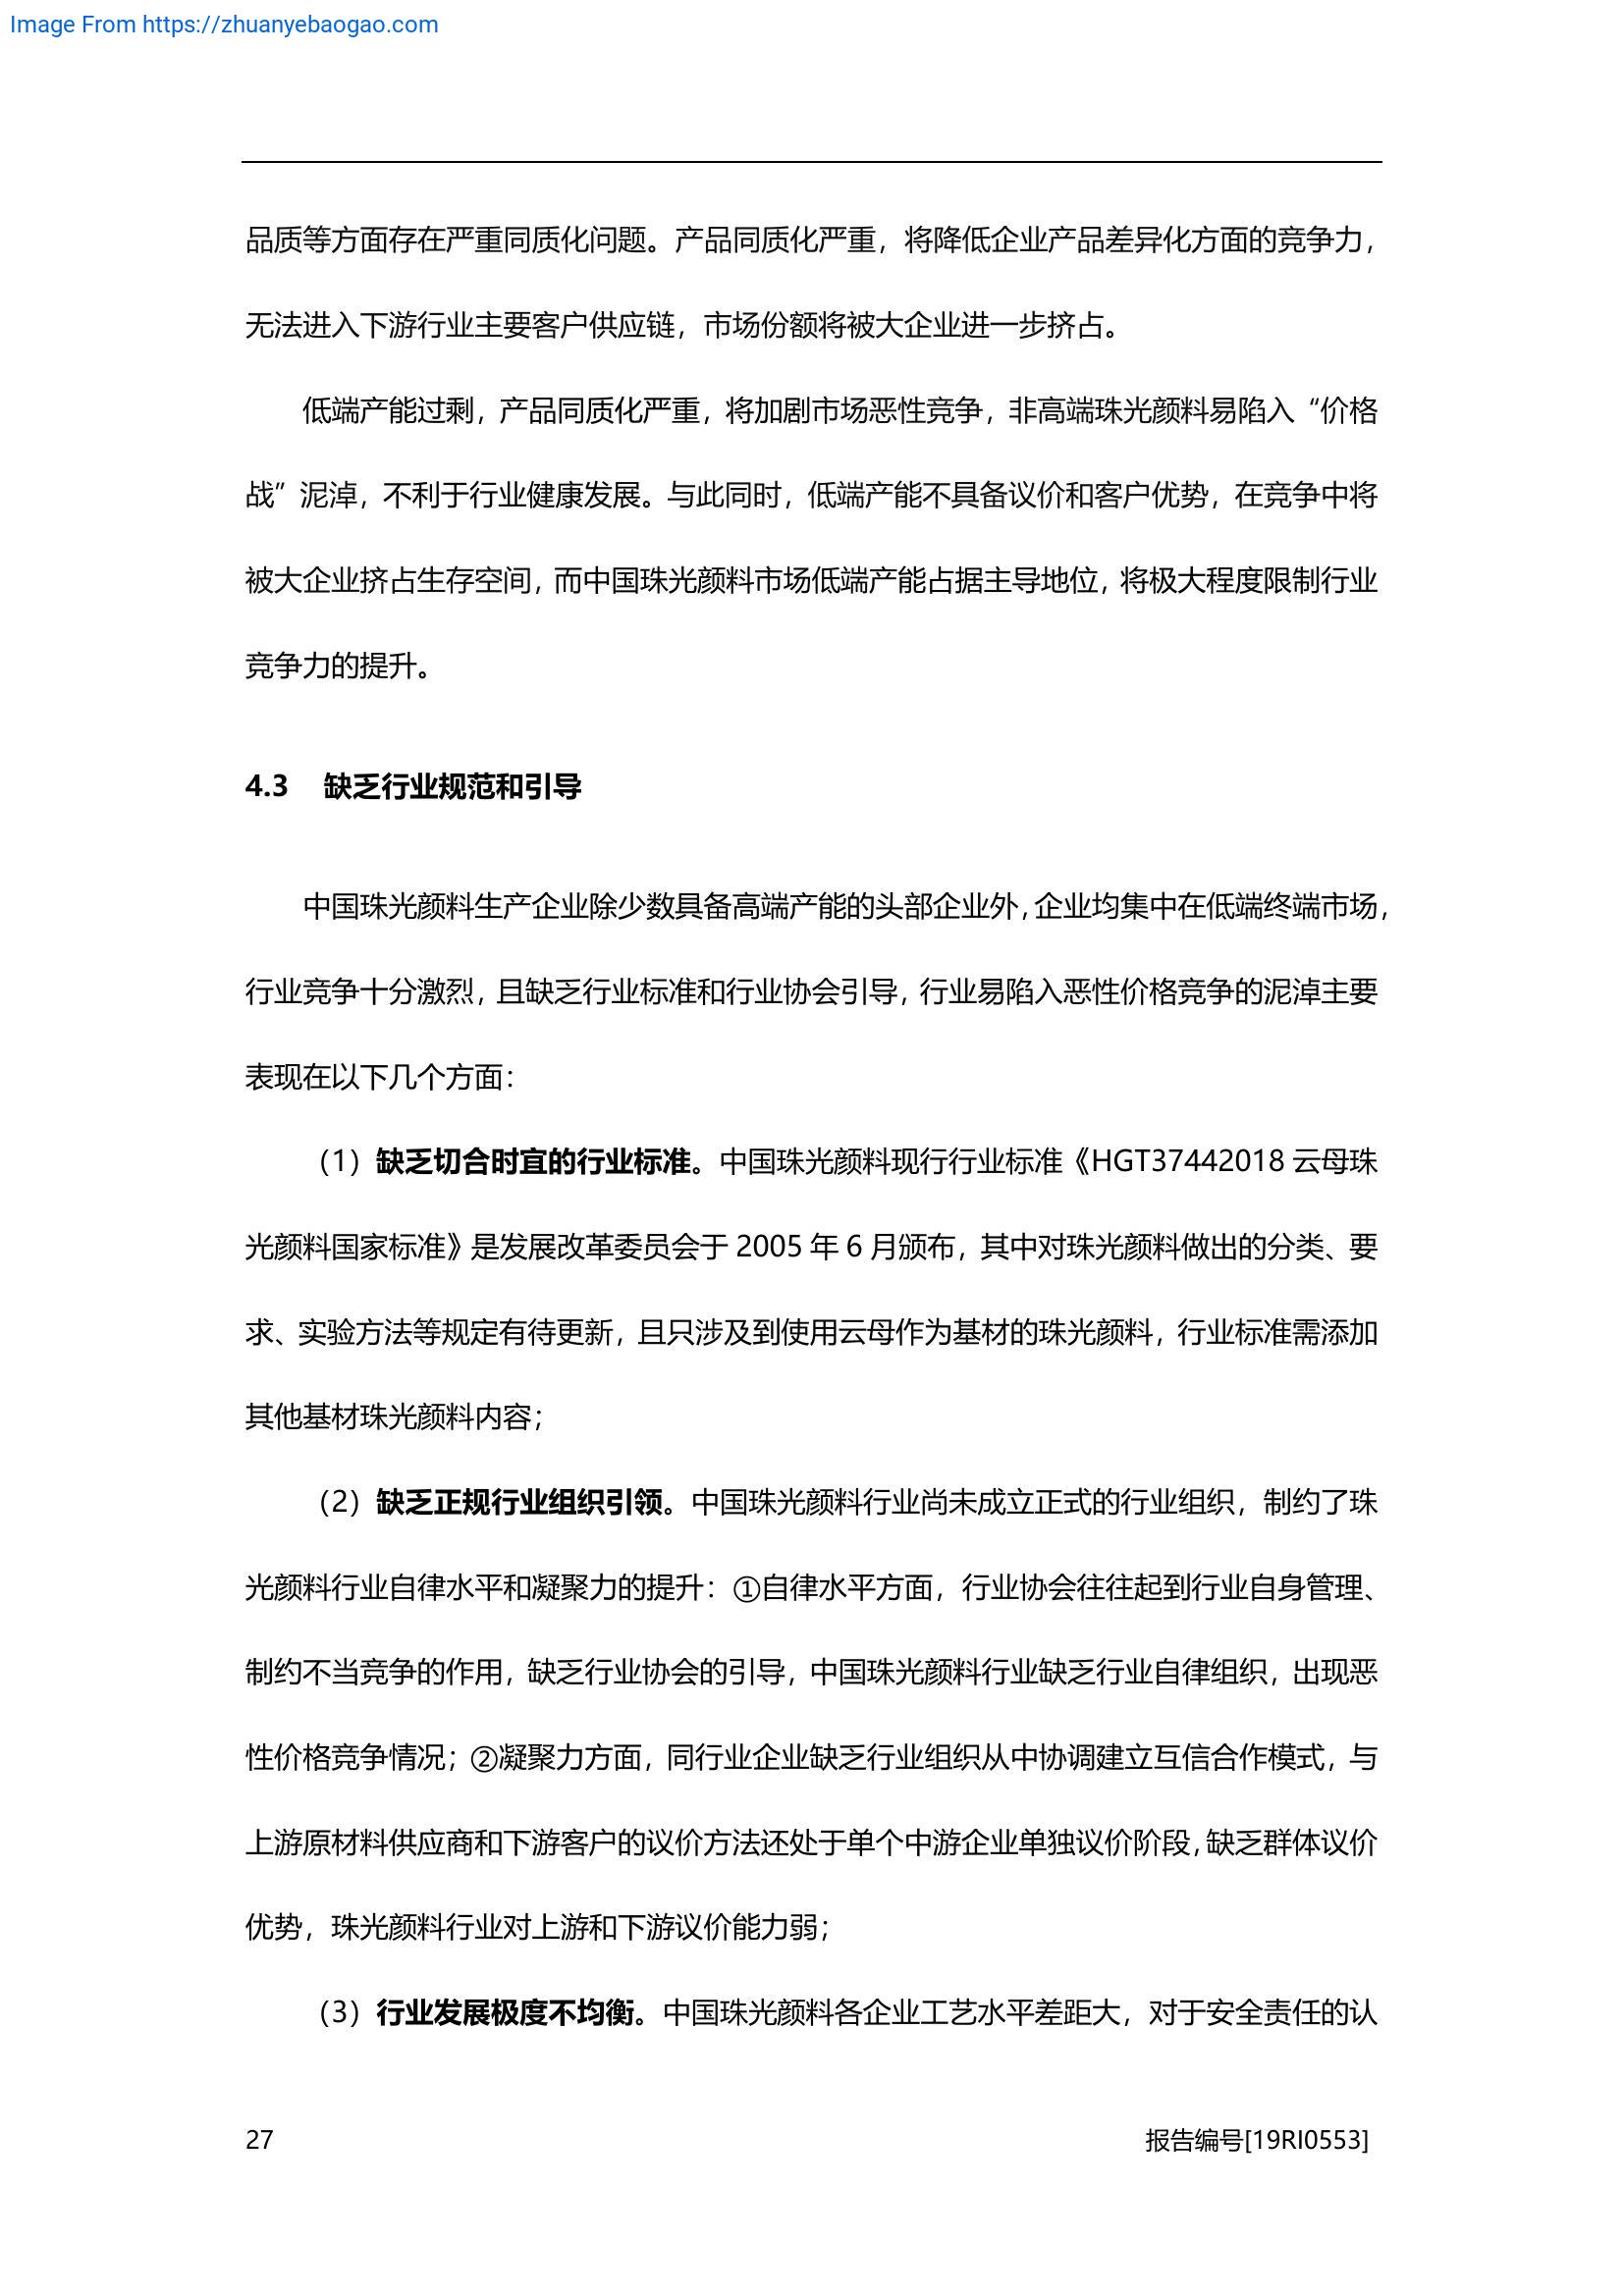 Image From https://zhuanyebaogao.com
品质等方面存在严重同质化问题。产品同质化严重，将降低企业产品差异化方面的竞争力，
无法进入下游行业主要客户供应链，市场份额将被大企业进一步挤占。
低端产能过剩，产品同质化严重，将加剧市场恶性竞争，非高端珠光颜料易陷入“价格
战”泥淖，不利于行业健康发展。与此同时，低端产能不具备议价和客户优势，在竞争中将
被大企业挤占生存空间，而中国珠光颜料市场低端产能占据主导地位，将极大程度限制行业
竞争力的提升。
4.3 缺乏行业规范和引导
中国珠光颜料生产企业除少数具备高端产能的头部企业外，企业均集中在低端终端市场，
行业竞争十分激烈，且缺乏行业标准和行业协会引导，行业易陷入恶性价格竞争的泥淖主要
表现在以下几个方面：
（1）缺乏切合时宜的行业标准。中国珠光颜料现行行业标准《HGT37442018 云母珠
光颜料国家标准》是发展改革委员会于 2005 年 6 月颁布，其中对珠光颜料做出的分类、要
求、实验方法等规定有待更新，且只涉及到使用云母作为基材的珠光颜料，行业标准需添加
其他基材珠光颜料内容；
（2）缺乏正规行业组织引领。中国珠光颜料行业尚未成立正式的行业组织，制约了珠
光颜料行业自律水平和凝聚力的提升：①自律水平方面，行业协会往往起到行业自身管理、
制约不当竞争的作用，缺乏行业协会的引导，中国珠光颜料行业缺乏行业自律组织，出现恶
性价格竞争情况；②凝聚力方面，同行业企业缺乏行业组织从中协调建立互信合作模式，与
上游原材料供应商和下游客户的议价方法还处于单个中游企业单独议价阶段，缺乏群体议价
优势，珠光颜料行业对上游和下游议价能力弱；
（3）行业发展极度不均衡。中国珠光颜料各企业工艺水平差距大，对于安全责任的认
27 报告编号[19RI0553]